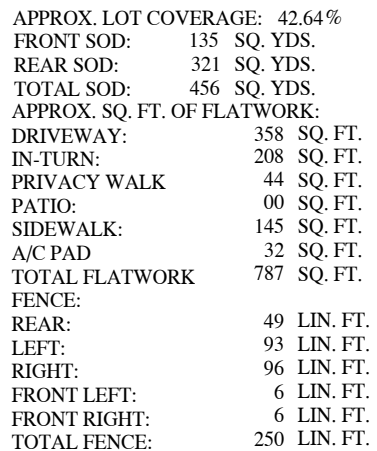 APPROX. LOT COVERAGE: 42.64%
FRONT SOD: 135 SQ. YDS.
REAR SOD: 321 SQ. YDS.
TOTAL SOD: 456 SQ. YDS.
APPROX. SQ. FT. OF FLATWORK:
DRIVEWAY: 358 SQ. FT.
IN-TURN: 208 SQ. FT.
PRIVACY WALK 44 SQ. FT.
PATIO: 00 SQ. FT.
SIDEWALK: 145 SQ. FT.
A/C PAD 32 SQ. FT.
TOTAL FLATWORK 787 SQ. FT.
FENCE:
REAR: 49 LIN. FT.
LEFT: 93 LIN. FT.
RIGHT: 96 LIN. FT.
FRONT LEFT: 6 LIN. FT.
FRONT RIGHT: 6 LIN. FT.
TOTAL FENCE: 250 LIN. FT.